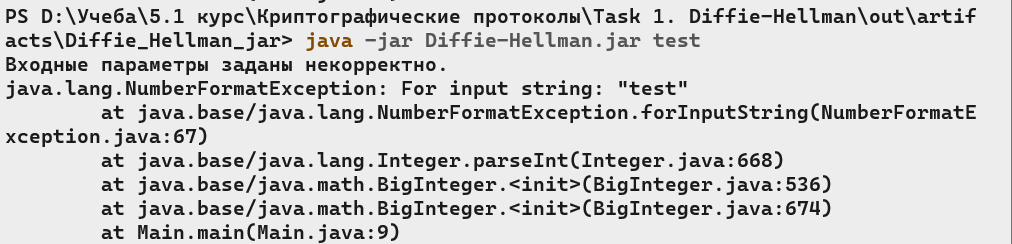 PS D:\Учеба\5.1 курс\Криптографические протоколы\Task 1. Diffie-Hellman\out\artif
acts\Diffie_Hellman_jar> java -jar Diffie-Hellman.jar test
Входные параметры заданы некорректно.
java.lang.NumberFormatException: For input string: "test"
        at java.base/java.lang.NumberFormatException.forInputString(NumberFormatE
xception.java:67)
        at java.base/java.lang.Integer.parseInt(Integer.java:668)
        at java.base/java.math.BigInteger.<init>(BigInteger.java:536)
        at java.base/java.math.BigInteger.<init>(BigInteger.java:674)
        at Main.main(Main.java:9)